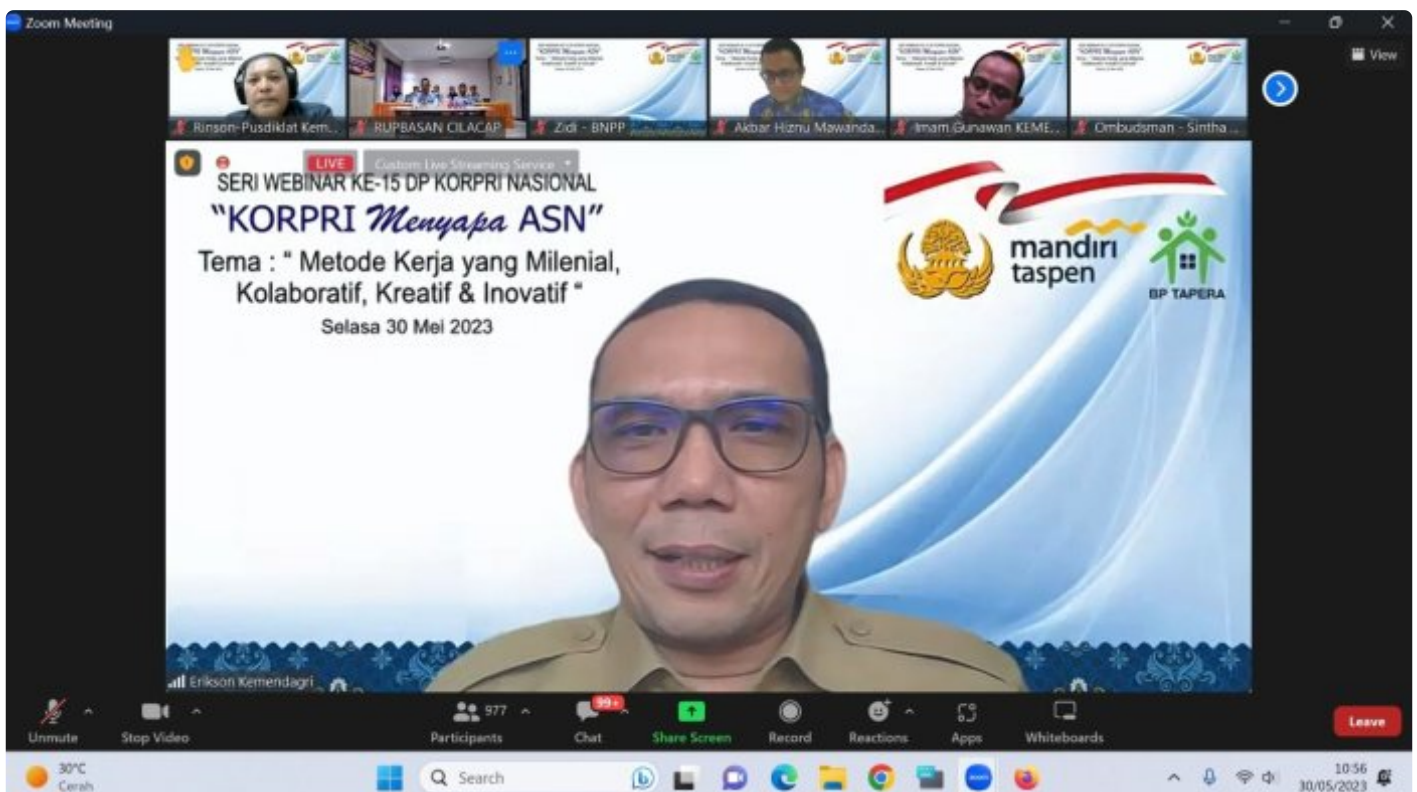 Zoom Meeting
View
Rinson-Pusdiklat Kem...
RUPBASAN CILACAP
Zidi - BNPP
Akbar Hiznu Mawanda...
Imam Gunawan KEME...
Ombudsman - Sintha...
LIVE
Custom Live Streaming Service
SERI WEBINAR KE-15 DP KORPRI NASIONAL
"KORPRI Menyapa ASN"
Tema : " Metode Kerja yang Milenial,
Kolaboratif, Kreatif & Inovatif "
Selasa 30 Mei 2023
mandiri
taspen
BP TAPERA
Erikson Kemendagri
Unmute
Stop Video
977
Participants
99+
Chat
Share Screen
Record
Reactions
Apps
Whiteboards
Leave
30°C
Cerah
Search
zoom
10:56
30/05/2023